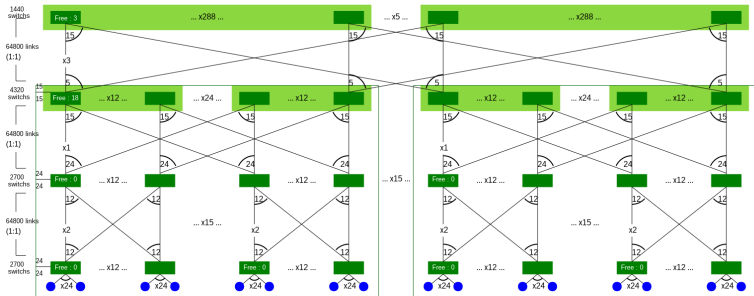 1440
switchs
Free : 3
... x288 ...
... x5 ...
... x288 ...
15
15
15
15
64800 links
(1:1)
x3
5
5
5
5
15
15
4320
switchs
Free : 18
... x12 ...
... x24 ...
... x12 ...
... x12 ...
... x24 ...
... x12 ...
15
15
15
15
15
15
15
15
64800 links
(1:1)
x1
x1
24
24
24
24
24
24
24
24
... x15 ...
24
24
2700
switchs
Free : 0
... x12 ...
... x12 ...
... x12 ...
... x12 ...
12
12
12
12
12
12
12
12
64800 links
(1:1)
x2
... x15 ...
x2
x2
... x15 ...
x2
12
12
12
12
12
12
12
12
24
24
2700
switchs
Free : 0
... x12 ...
Free : 0
... x12 ...
Free : 0
... x12 ...
Free : 0
... x12 ...
x24
x24
x24
x24
x24
x24
x24
x24